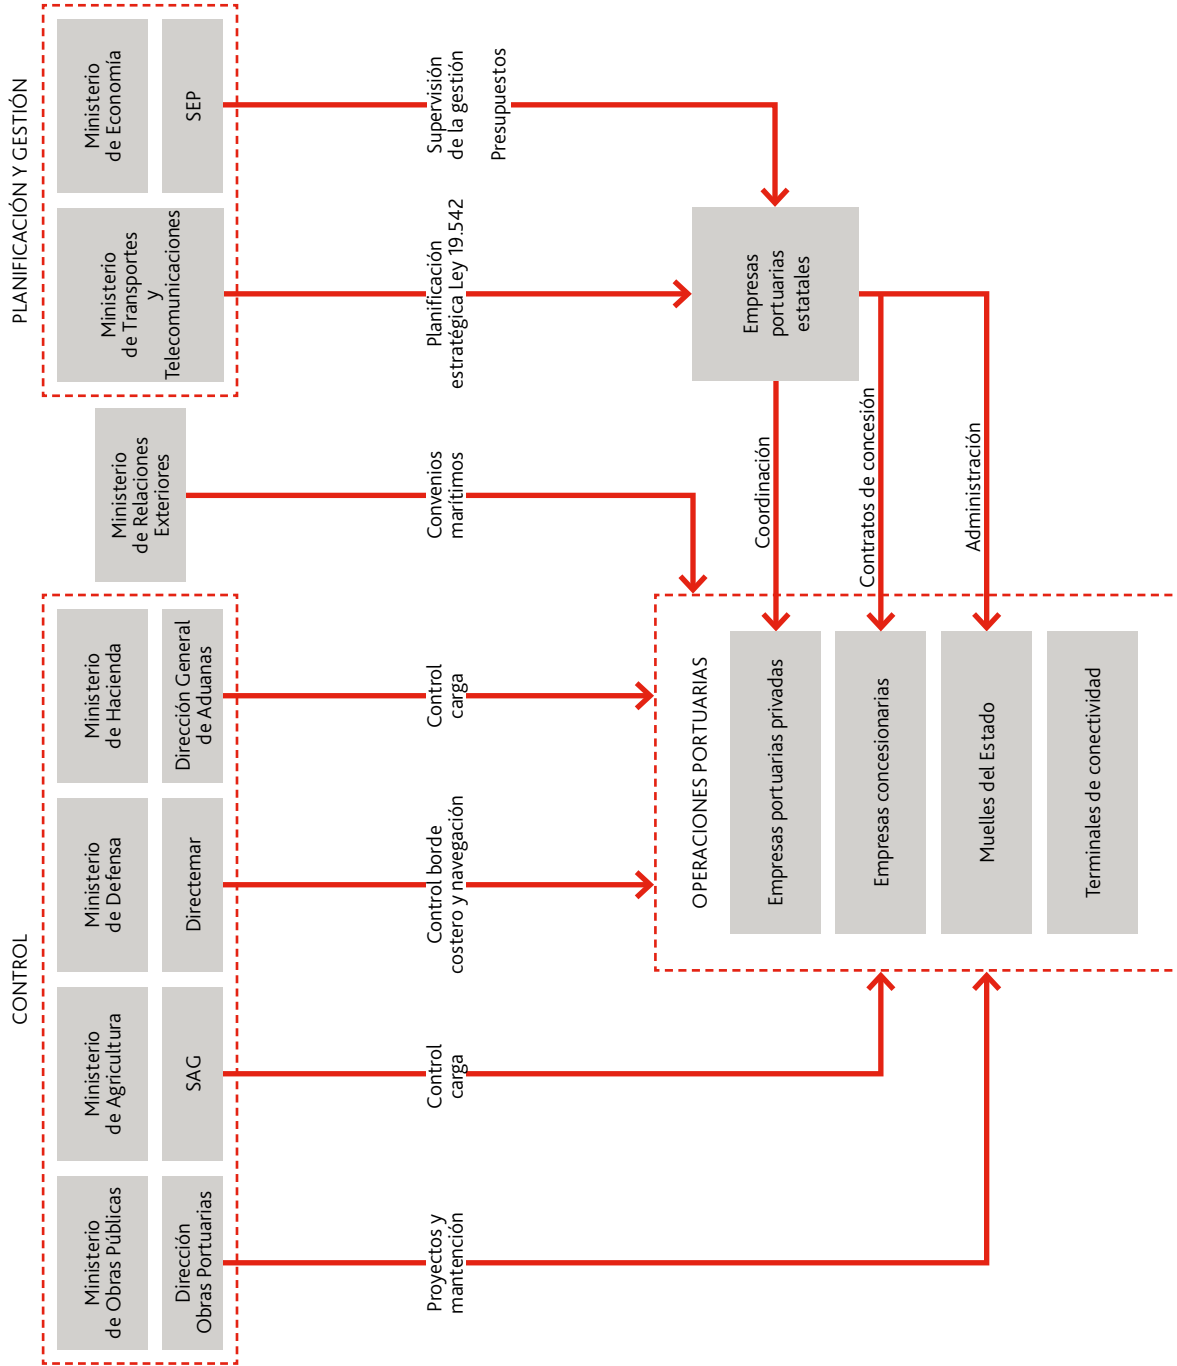 CONTROL
PLANIFICACIÓN Y GESTIÓN
Ministerio
de Obras Públicas
Dirección
Obras Portuarias
Ministerio
de Agricultura
SAG
Ministerio
de Defensa
Directemar
Ministerio
de Hacienda
Dirección General
de Aduanas
Ministerio
de Relaciones
Exteriores
Ministerio
de Transportes
y
Telecomunicaciones
Ministerio
de Economía
SEP
Proyectos y
mantención
Control
carga
Control borde
costero y navegación
Control
carga
Convenios
marítimos
Planificación
estratégica Ley 19.542
Supervisión
de la gestión
Presupuestos
Empresas
portuarias
estatales
Coordinación
Contratos de concesión
Administración
OPERACIONES PORTUARIAS
Empresas portuarias privadas
Empresas concesionarias
Muelles del Estado
Terminales de conectividad